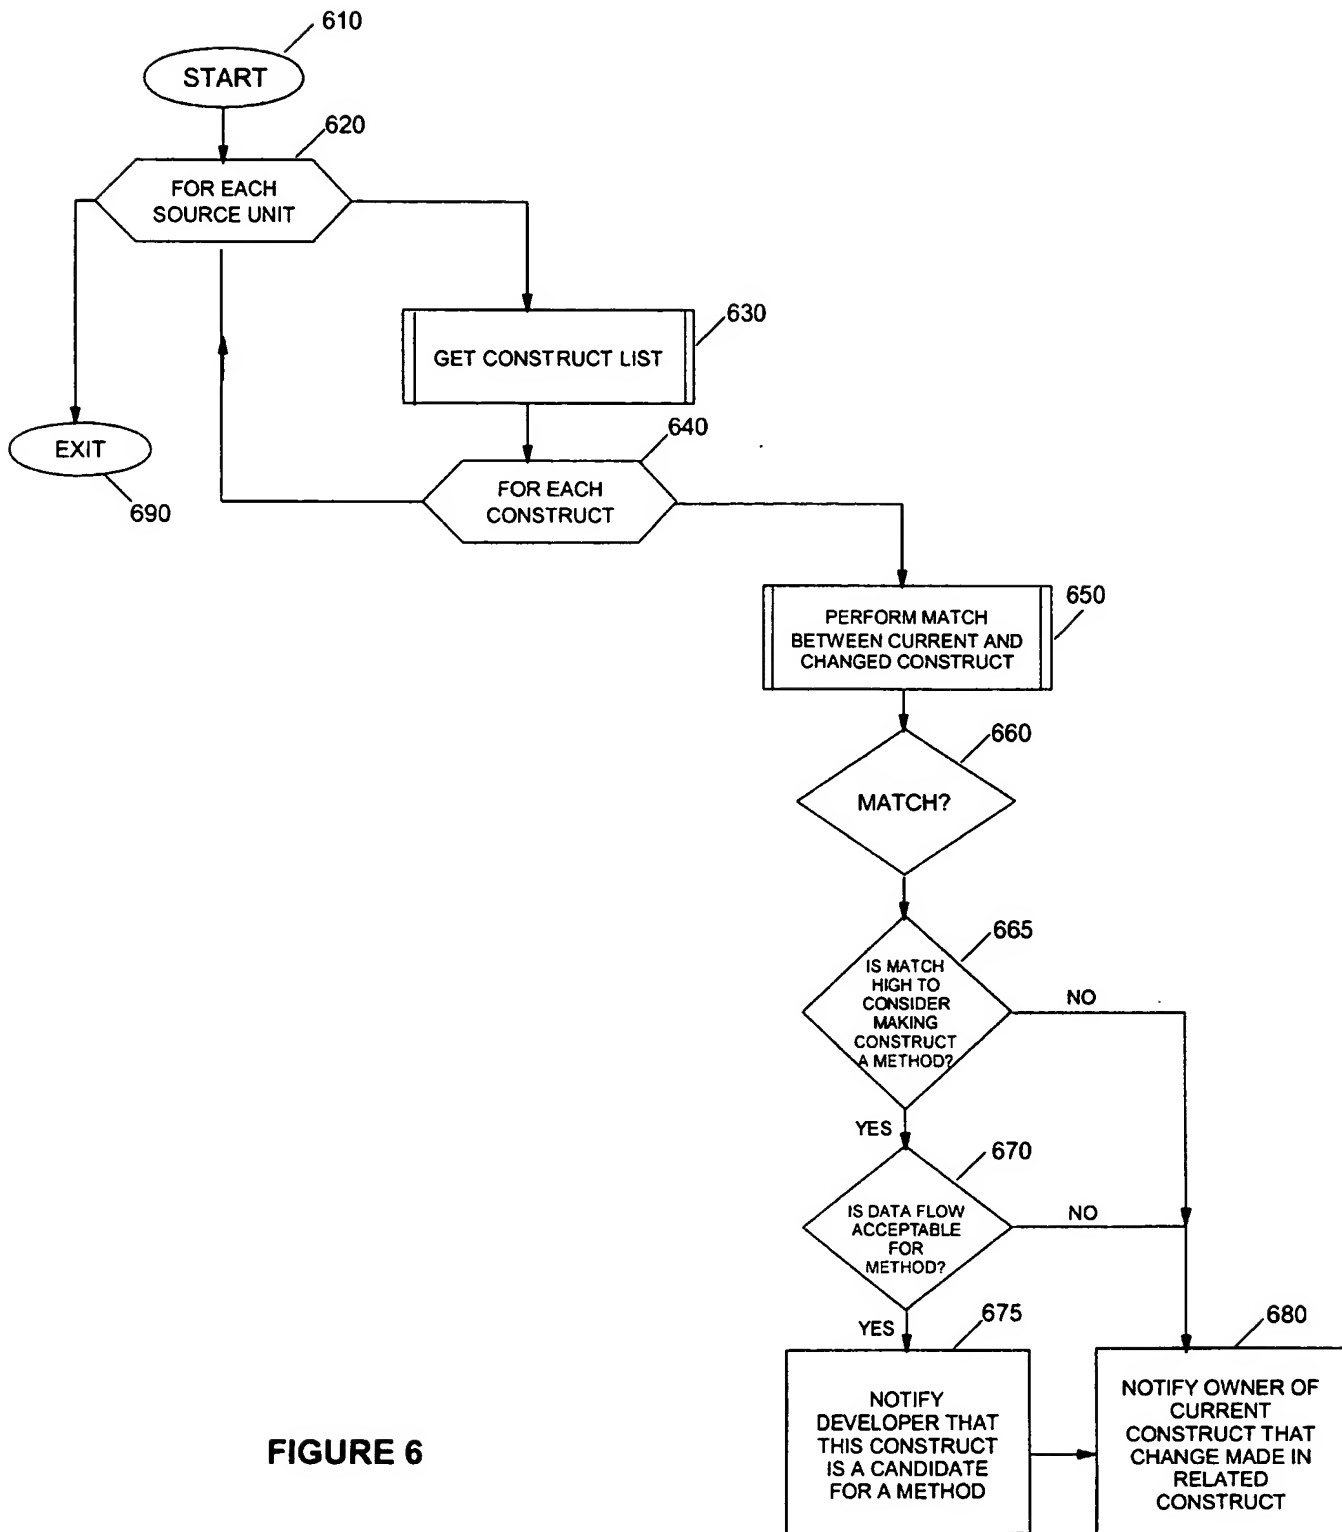 610
START
620
FOR EACH
SOURCE UNIT
630
GET CONSTRUCT LIST
640
EXIT
FOR EACH
CONSTRUCT
690
650
PERFORM MATCH
BETWEEN CURRENT AND
CHANGED CONSTRUCT
660
MATCH?
665
IS MATCH
HIGH TO
CONSIDER
MAKING
CONSTRUCT
A METHOD?
NO
YES
670
IS DATA FLOW
ACCEPTABLE
FOR
METHOD?
NO
YES
675
680
NOTIFY
DEVELOPER THAT
THIS CONSTRUCT
IS A CANDIDATE
FOR A METHOD
NOTIFY OWNER OF
CURRENT
CONSTRUCT THAT
CHANGE MADE IN
RELATED
CONSTRUCT
FIGURE 6